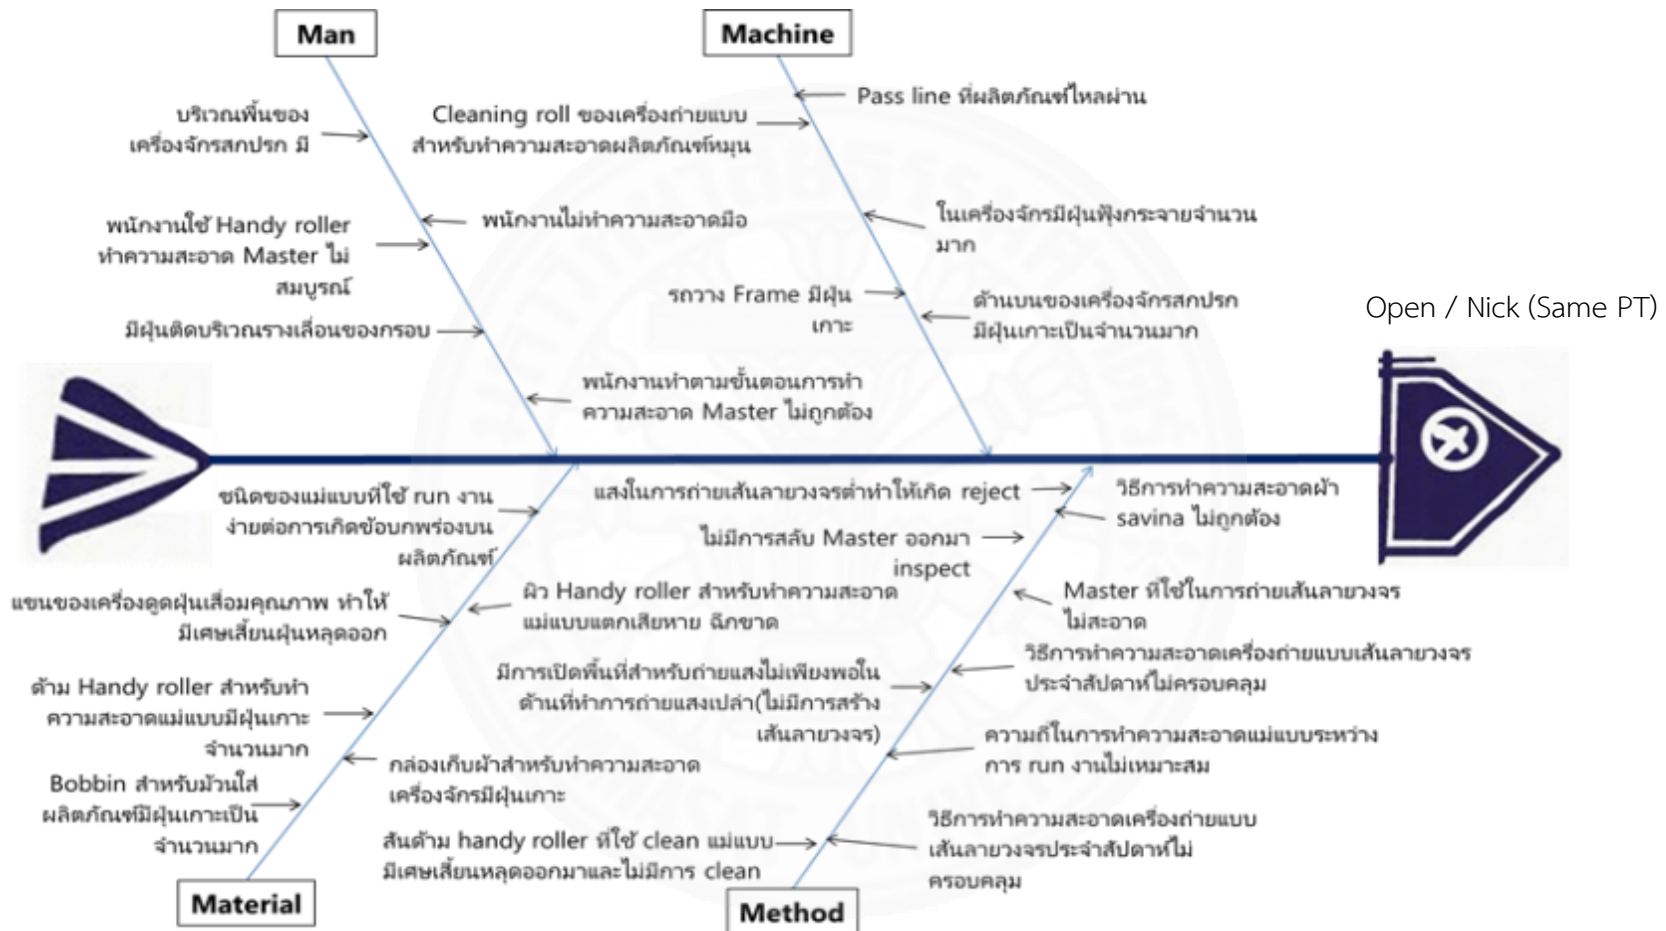 Man
Machine
บริเวณพื้นของ
เครื่องจักรสกปรก มี
พนักงานไม่ทำความสะอาดมือ
พนักงานใช้ Handy roller
ทำความสะอาด Master ไม่
สมบูรณ์
มีฝุ่นติดบริเวณรางเลื่อนของกรอบ
พนักงานทำตามขั้นตอนการทำ
ความสะอาด Master ไม่ถูกต้อง
Pass line ที่ผลิตภัณฑ์ไหลผ่าน
Cleaning roll ของเครื่องถ่ายแบบ
สำหรับทำความสะอาดผลิตภัณฑ์หมุน
ในเครื่องจักรมีฝุ่นฟุ้งกระจายจำนวน
มาก
รถวาง Frame มีฝุ่น
เกาะ
ด้านบนของเครื่องจักรสกปรก
มีฝุ่นเกาะเป็นจำนวนมาก
Open / Nick (Same PT)
ชนิดของแม่แบบที่ใช้ run งาน
ง่ายต่อการเกิดข้อบกพร่องบน
ผลิตภัณฑ์
แขนของเครื่องดูดฝุ่นเสื่อมคุณภาพ ทำให้
มีเศษเสี้ยนฝุ่นหลุดออก
ผิว Handy roller สำหรับทำความสะอาด
แม่แบบแตกเสียหาย ฉีกขาด
ด้าม Handy roller สำหรับทำ
ความสะอาดแม่แบบมีฝุ่นเกาะ
จำนวนมาก
กล่องเก็บผ้าสำหรับทำความสะอาด
เครื่องจักรมีฝุ่นเกาะ
Bobbin สำหรับม้วนใส่
ผลิตภัณฑ์มีฝุ่นเกาะเป็น
จำนวนมาก
Material
แสงในการถ่ายเส้นลายวงจรต่ำทำให้เกิด reject
วิธีการทำความสะอาดผ้า
savina ไม่ถูกต้อง
ไม่มีการสลับ Master ออกมา
inspect
Master ที่ใช้ในการถ่ายเส้นลายวงจร
ไม่สะอาด
วิธีการทำความสะอาดเครื่องถ่ายแบบเส้นลายวงจร
ประจำสัปดาห์ไม่ครอบคลุม
มีการเปิดพื้นที่สำหรับถ่ายแสงไม่เพียงพอใน
ด้านที่ทำการถ่ายแสงเปล่า(ไม่มีการสร้าง
เส้นลายวงจร)
ความถี่ในการทำความสะอาดแม่แบบระหว่าง
การ run งานไม่เหมาะสม
สันด้าม handy roller ที่ใช้ clean แม่แบบ
มีเศษเสี้ยนหลุดออกมาและไม่มีการ clean
วิธีการทำความสะอาดเครื่องถ่ายแบบ
เส้นลายวงจรประจำสัปดาห์ไม่
ครอบคลุม
Method